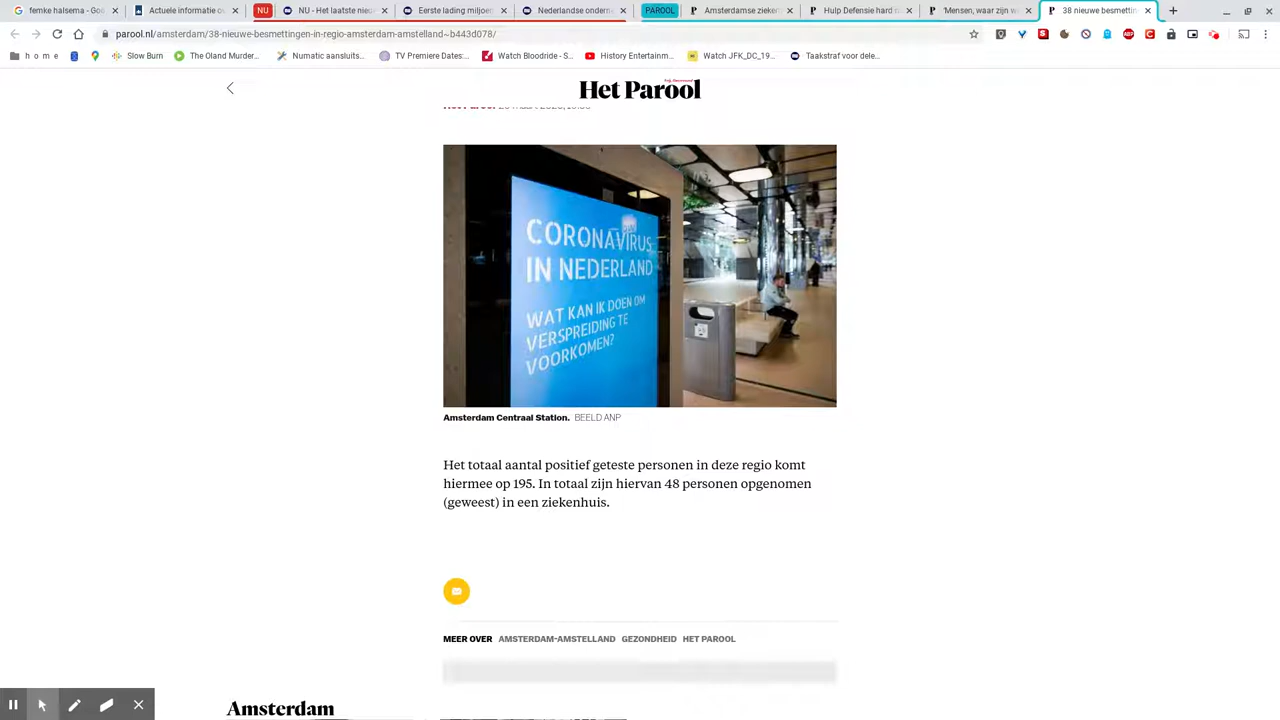 femke halsema - Goo
Actuele informatie ov
NU
NU - Het laatste nieuw
Eerste lading miljoen
Nederlandse onderne
PAROOL
Amsterdamse zieken
Hulp Defensie hard n
'Mensen, waar zijn w
38 nieuwe besmettin
parool.nl/amsterdam/38-nieuwe-besmettingen-in-regio-amsterdam-amstelland~b443d078/
h o m e
Slow Burn
The Oland Murder...
Numatic aansluits...
TV Premiere Dates:...
Watch Bloodride - S...
History Entertainm...
Watch JFK_DC_19...
Taakstraf voor dele...
Het Parool
CORONAVIRUS
IN NEDERLAND
WAT KAN IK DOEN OM
VERSPREIDING TE
VOORKOMEN?
Amsterdam Centraal Station. BEELD ANP
Het totaal aantal positief geteste personen in deze regio komt
hiermee op 195. In totaal zijn hiervan 48 personen opgenomen
(geweest) in een ziekenhuis.
MEER OVER AMSTERDAM-AMSTELLAND GEZONDHEID HET PAROOL
Amsterdam